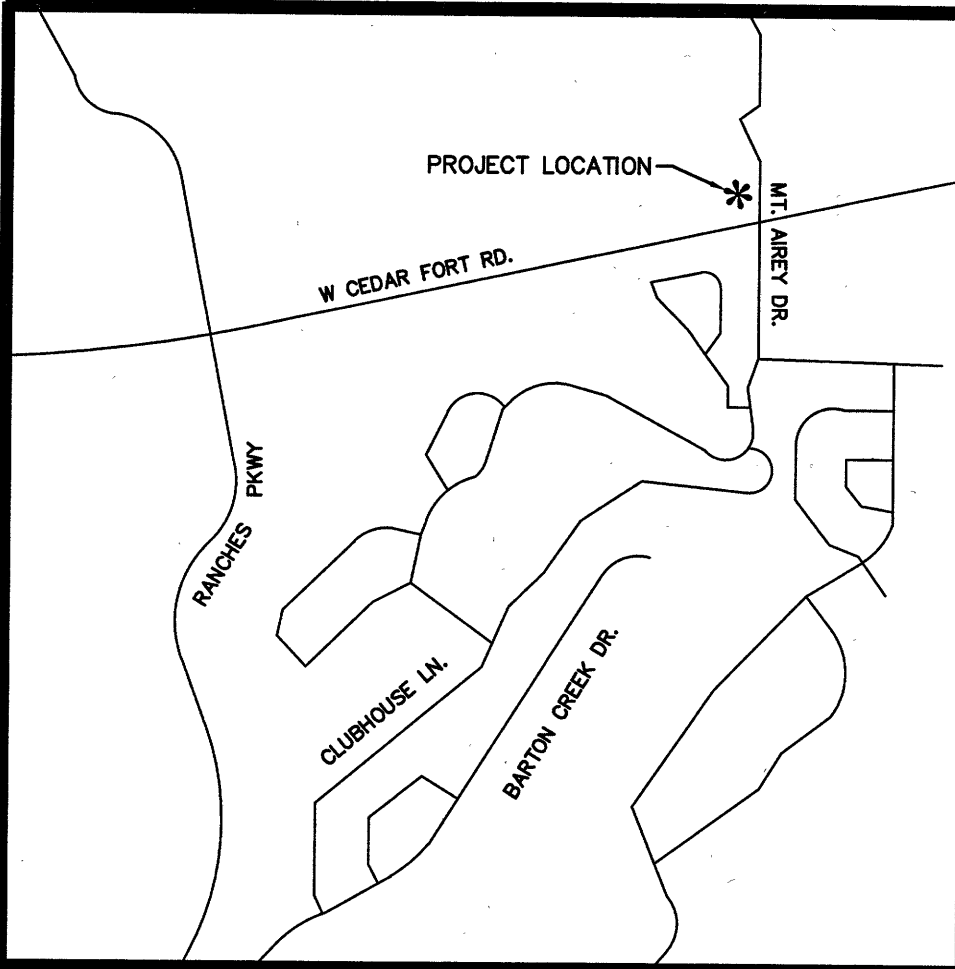 PROJECT LOCATION
MT. AIREY DR.
W CEDAR FORT RD.
RANCHES PKWY
CLUBHOUSE LN.
BARTON CREEK DR.